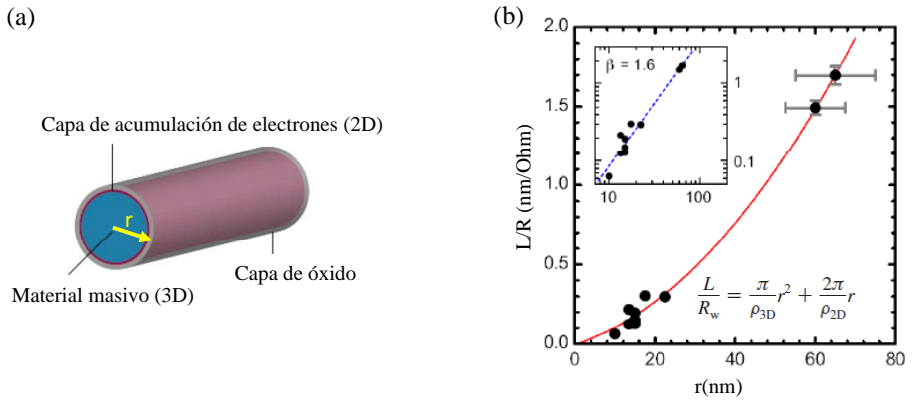 (a)
Capa de acumulación de electrones (2D)
r
Material masivo (3D)
Capa de óxido
(b)
β = 1.6
1
0.1
10
100
2.0
1.5
1.0
0.5
0.0
L/R (nm/Ohm)
L/R_w = π/ρ_3D r² + 2π/ρ_2D r
0
20
40
60
80
r(nm)